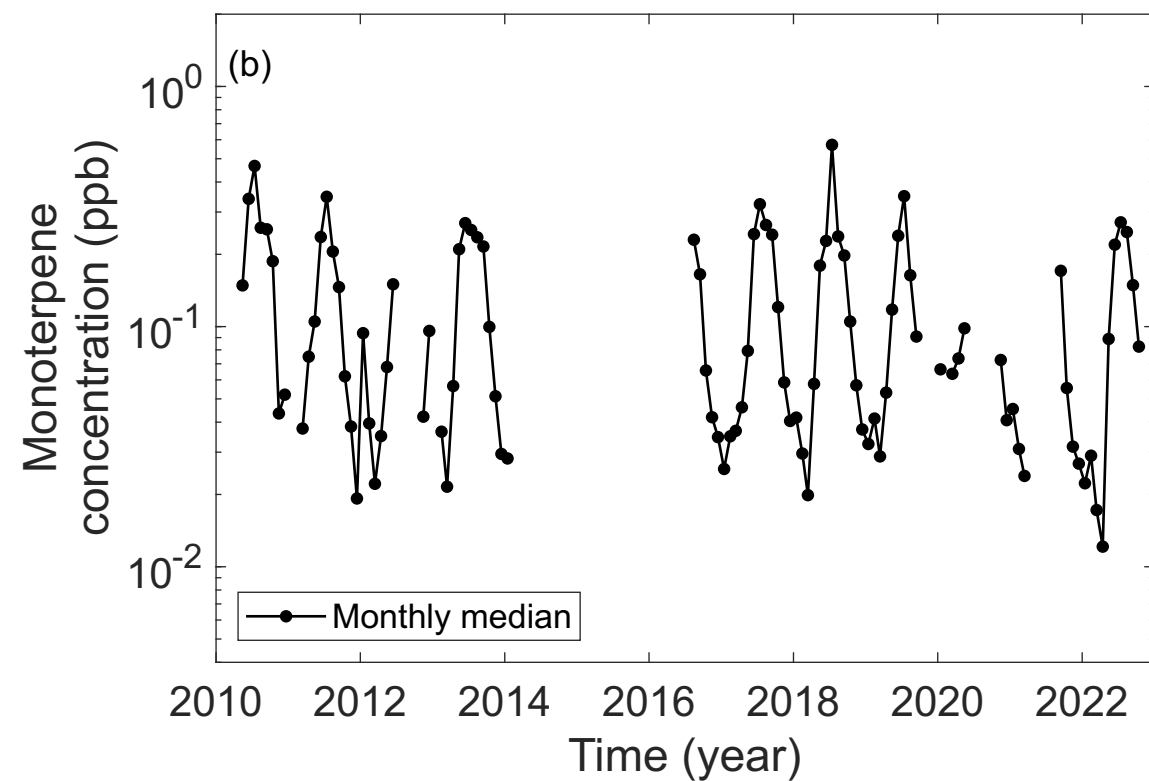 (b)
10^0
10^-1
10^-2
Monoterpene
concentration (ppb)
Monthly median
2010 2012 2014 2016 2018 2020 2022
Time (year)